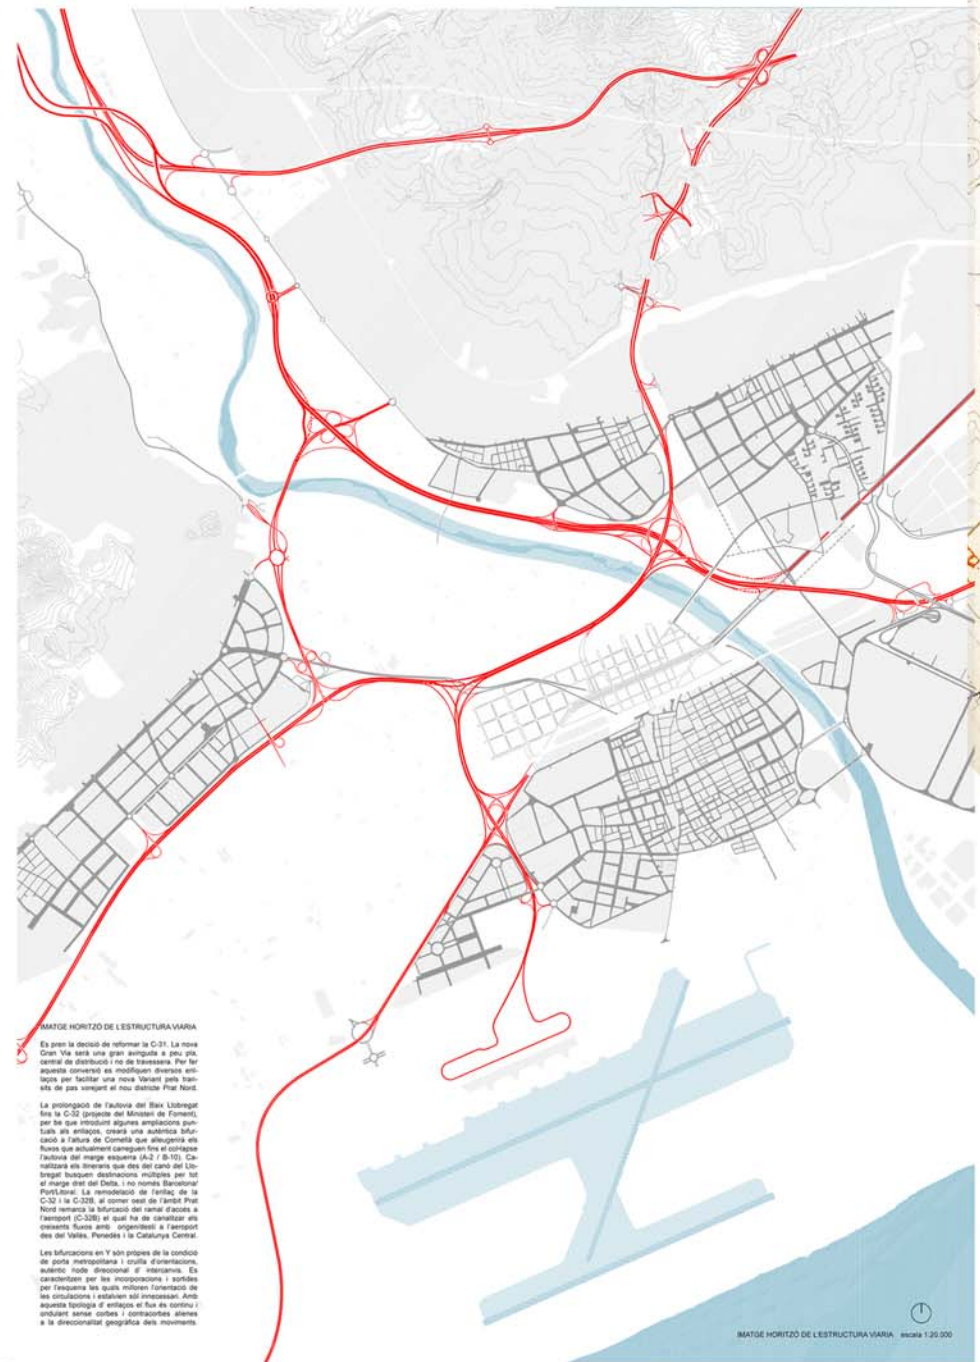 IMATGE HORITZÓ DE L'ESTRUCTURA VIARIA
Es pren la decisió de reformar la C-31. La nova
Gran Via serà una gran avinguda a peu pla,
central de distribució i no de travessera. Per fer
aquesta conversió es modifiquen diversos enl-
laços per facilitar una nova Variant pels tran-
sits de pas vorejant el nou districte Prat Nord.
La prolongació de l'autovia del Baix Llobregat
fins la C-32 (projecte del Ministeri de Foment),
per be que introduint algunes ampliacions pun-
tuals als enllaços, crearà una autèntica bifur-
cació a l'altura de Cornellà que alleugerirà els
fluxos que actualment carreguen fins el col·lapse
l'autovia del marge esquerra (A-2 / B-10). Ca-
nalitzarà els itineraris que des del canó del Llo-
bregat busquen destinacions múltiples per tot
el marge dret del Delta, i no només Barcelona/
Port/Litoral. La remodelació de l'enllaç de la
C-32 i la C-32B, al corner oest de l'àmbit Prat
Nord remarca la bifurcació del ramal d'accés a
l'aeroport (C-32B) el qual ha de canalitzar els
creixents fluxos amb origen/destí a l'aeroport
des del Vallès, Penedès i la Catalunya Central.
Les bifurcacions en Y són pròpies de la condició
de porta metropolitana i cruïlla d'orientacions,
autèntic node direccional d' intercanvis. Es
caracteritzen per les incorporacions i sortides
per l'esquerra les quals milloren l'orientació de
les circulacions i estalvien sòl innecessari. Amb
aquesta tipologia d' enllaços el flux és continu i
ondulant sense corbes i contracorbes alienes
a la direccionalitat geogràfica dels moviments.
IMATGE HORITZÓ DE L'ESTRUCTURA VIARIA escala 1:20.000